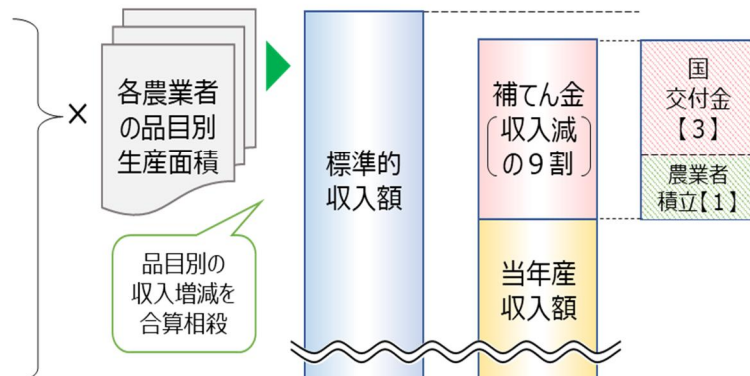 ×
各農業者
の品目別
生産面積
品目別の
収入増減を
合算相殺
標準的
収入額
補てん金
収入減
の９割
当年産
収入額
国
交付金
【３】
農業者
積立【１】